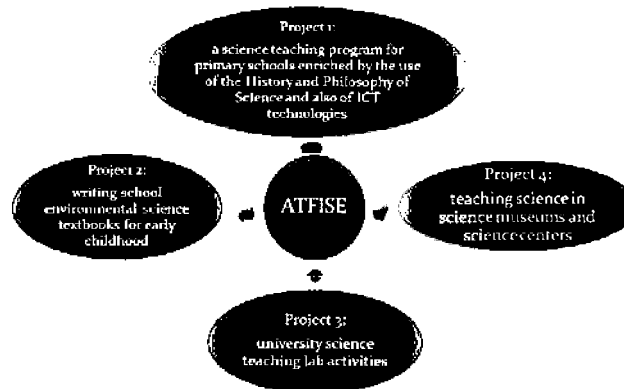 Project 1:
a science teaching program for
primary schools enriched by the use
of the History and Philosophy of
Science and also of ICT
technologies
Project 2:
writing school
environmental science
textbooks for early
childhood
ATFISE
Project 4:
teaching science in
science museums and
science centers
Project 3:
university science
teaching lab activities